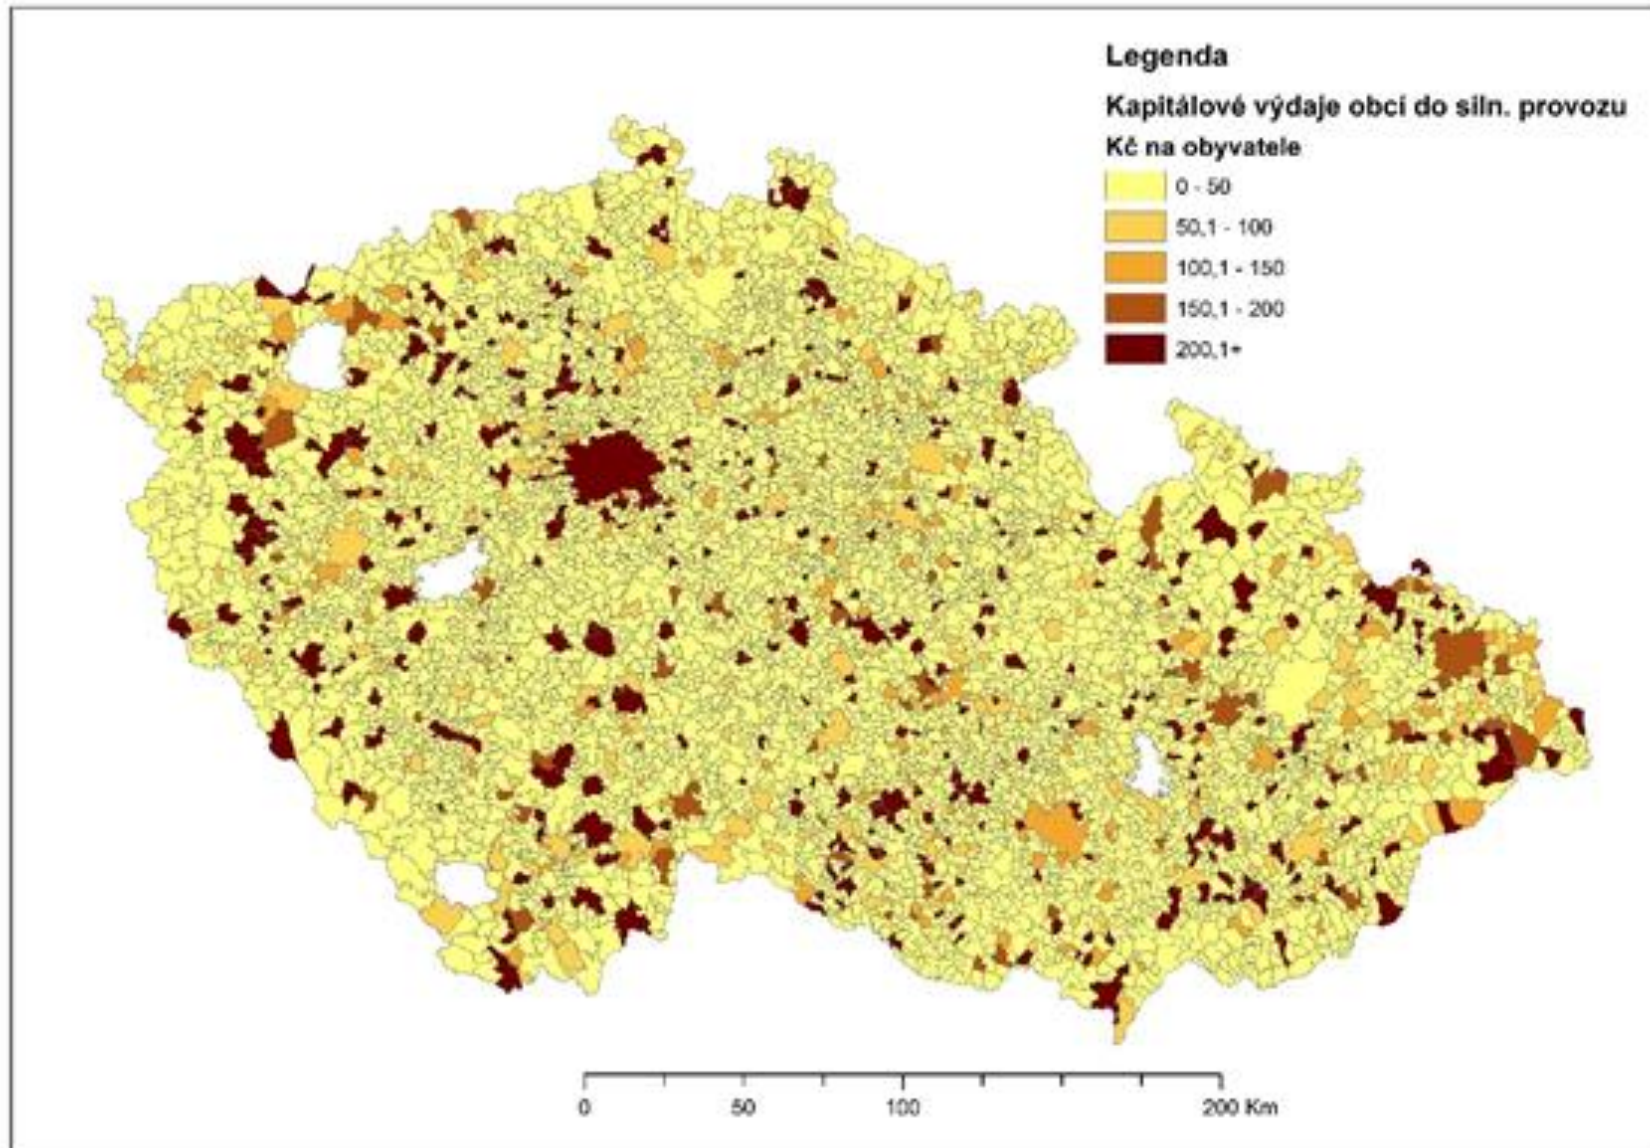 Legenda
Kapitálové výdaje obcí do siln. provozu
Kč na obyvatele
0 - 50
50,1 - 100
100,1 - 150
150,1 - 200
200,1+
0 50 100 200 Km